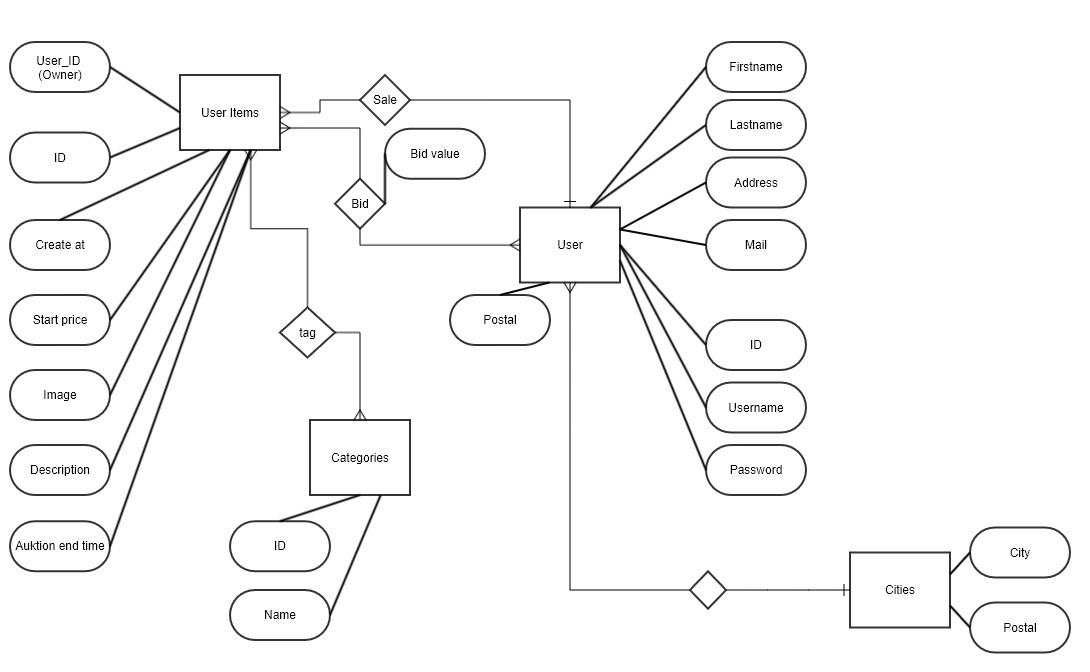 User_ID
(Owner)
ID
Create at
Start price
Image
Description
Auktion end time
User Items
Sale
Bid value
Bid
tag
Categories
ID
Name
User
Postal
Firstname
Lastname
Address
Mail
ID
Username
Password
Cities
City
Postal